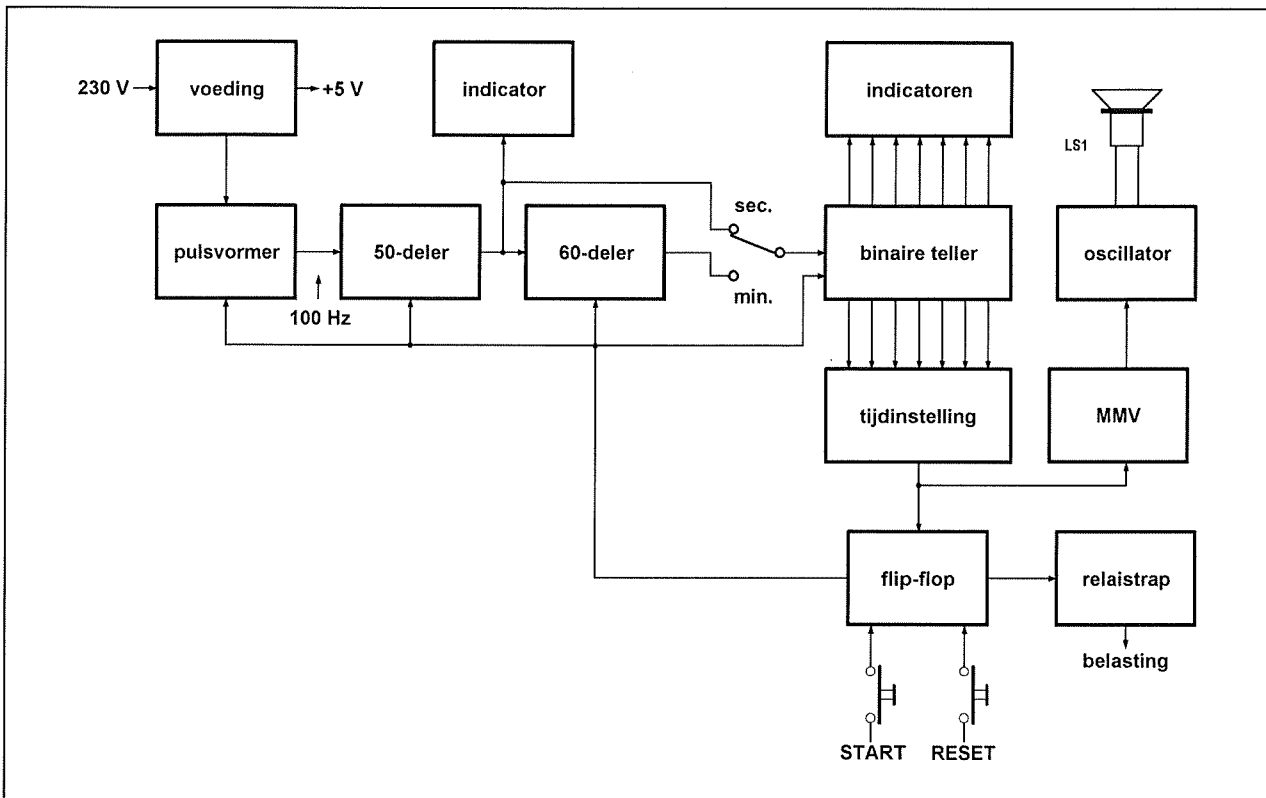 230 V
voeding
+5 V
indicator
indicatoren
LS1
pulsvormer
100 Hz
50-deler
60-deler
sec.
min.
binaire teller
oscillator
tijdinstelling
MMV
flip-flop
relaistrap
belasting
START
RESET